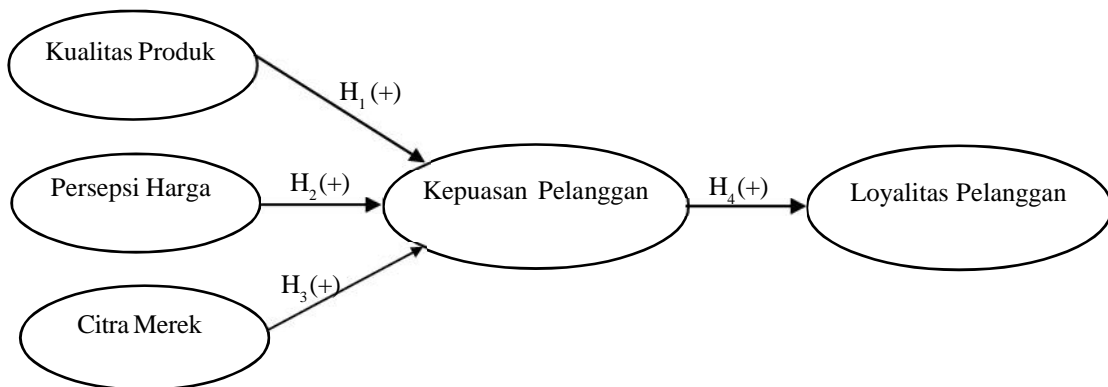 Kualitas Produk
H₁(+)
Persepsi Harga
H₂(+)
Kepuasan Pelanggan
H₄(+)
Loyalitas Pelanggan
H₃(+)
Citra Merek